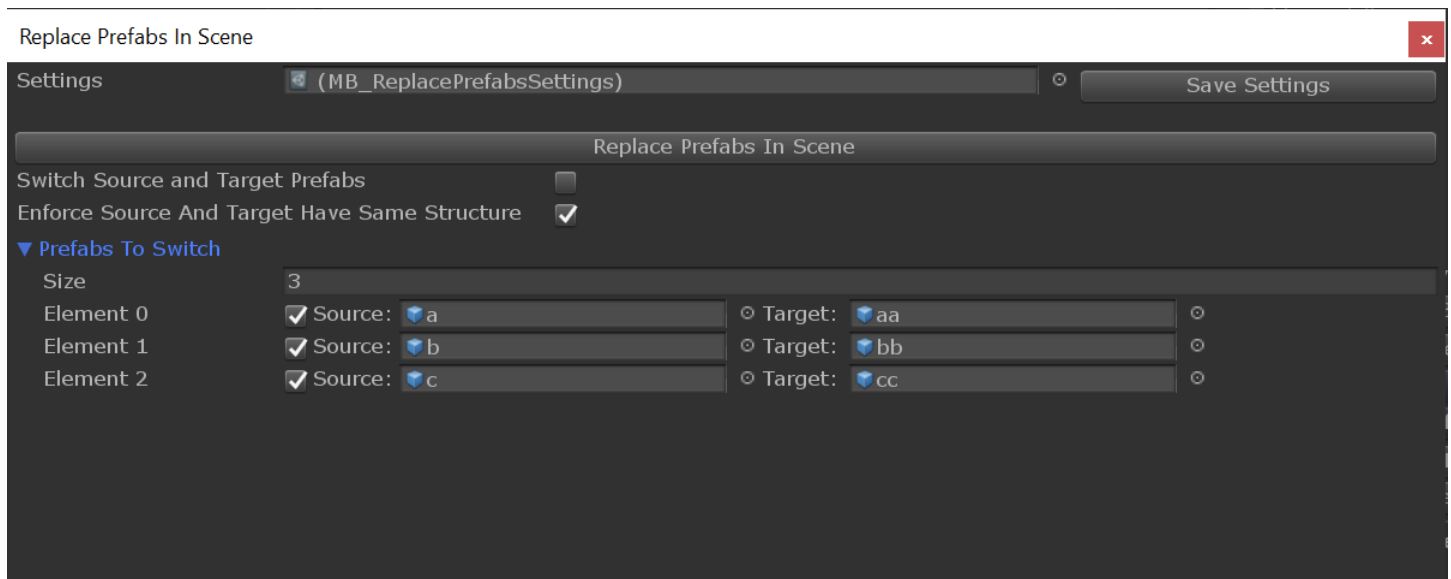 Replace Prefabs In Scene
Settings (MB_ReplacePrefabsSettings) Save Settings
Replace Prefabs In Scene
Switch Source and Target Prefabs
Enforce Source And Target Have Same Structure
Prefabs To Switch
Size 3
Element 0 Source: a Target: aa
Element 1 Source: b Target: bb
Element 2 Source: c Target: cc